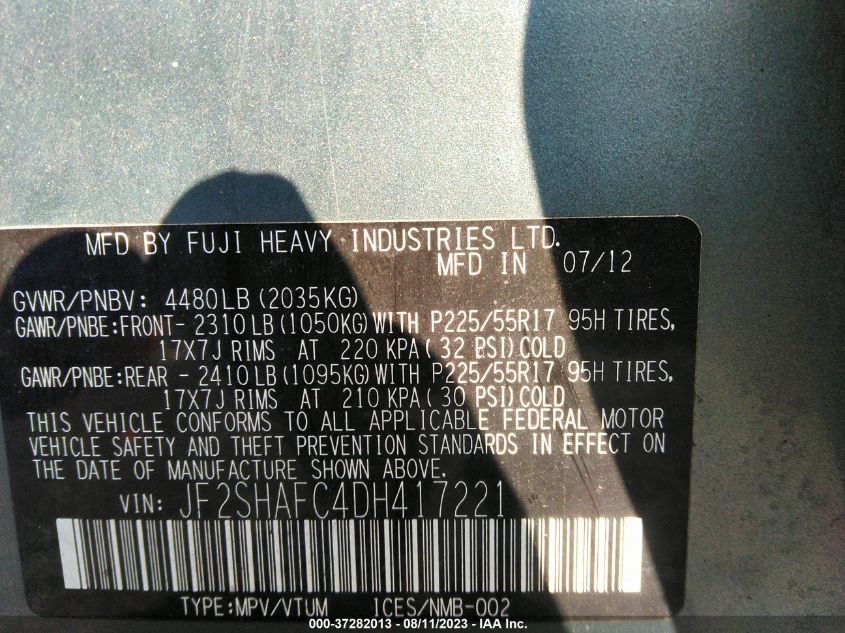 MFD BY FUJI HEAVY INDUSTRIES LTD.
MFD IN 07/12
GVWR/PNBV: 4480LB (2035KG)
GAWR/PNBE:FRONT- 2310LB(1050KG)WITH P225/55R17 95H TIRES,
17X7J RIMS AT 220 KPA(32 PSI)COLD
GAWR/PNBE:REAR - 2410LB(1095KG)WITH P225/55R17 95H TIRES,
17X7J RIMS AT 210 KPA(30 PSI)COLD
THIS VEHICLE CONFORMS TO ALL APPLICABLE FEDERAL MOTOR
VEHICLE SAFETY AND THEFT PREVENTION STANDARDS IN EFFECT ON
THE DATE OF MANUFACTURE SHOWN ABOVE.
VIN: JF2SHAFC4DH417221
TYPE:MPV/VTUM ICES/NMB-002
000-37282013 - 08/11/2023 - IAA Inc.